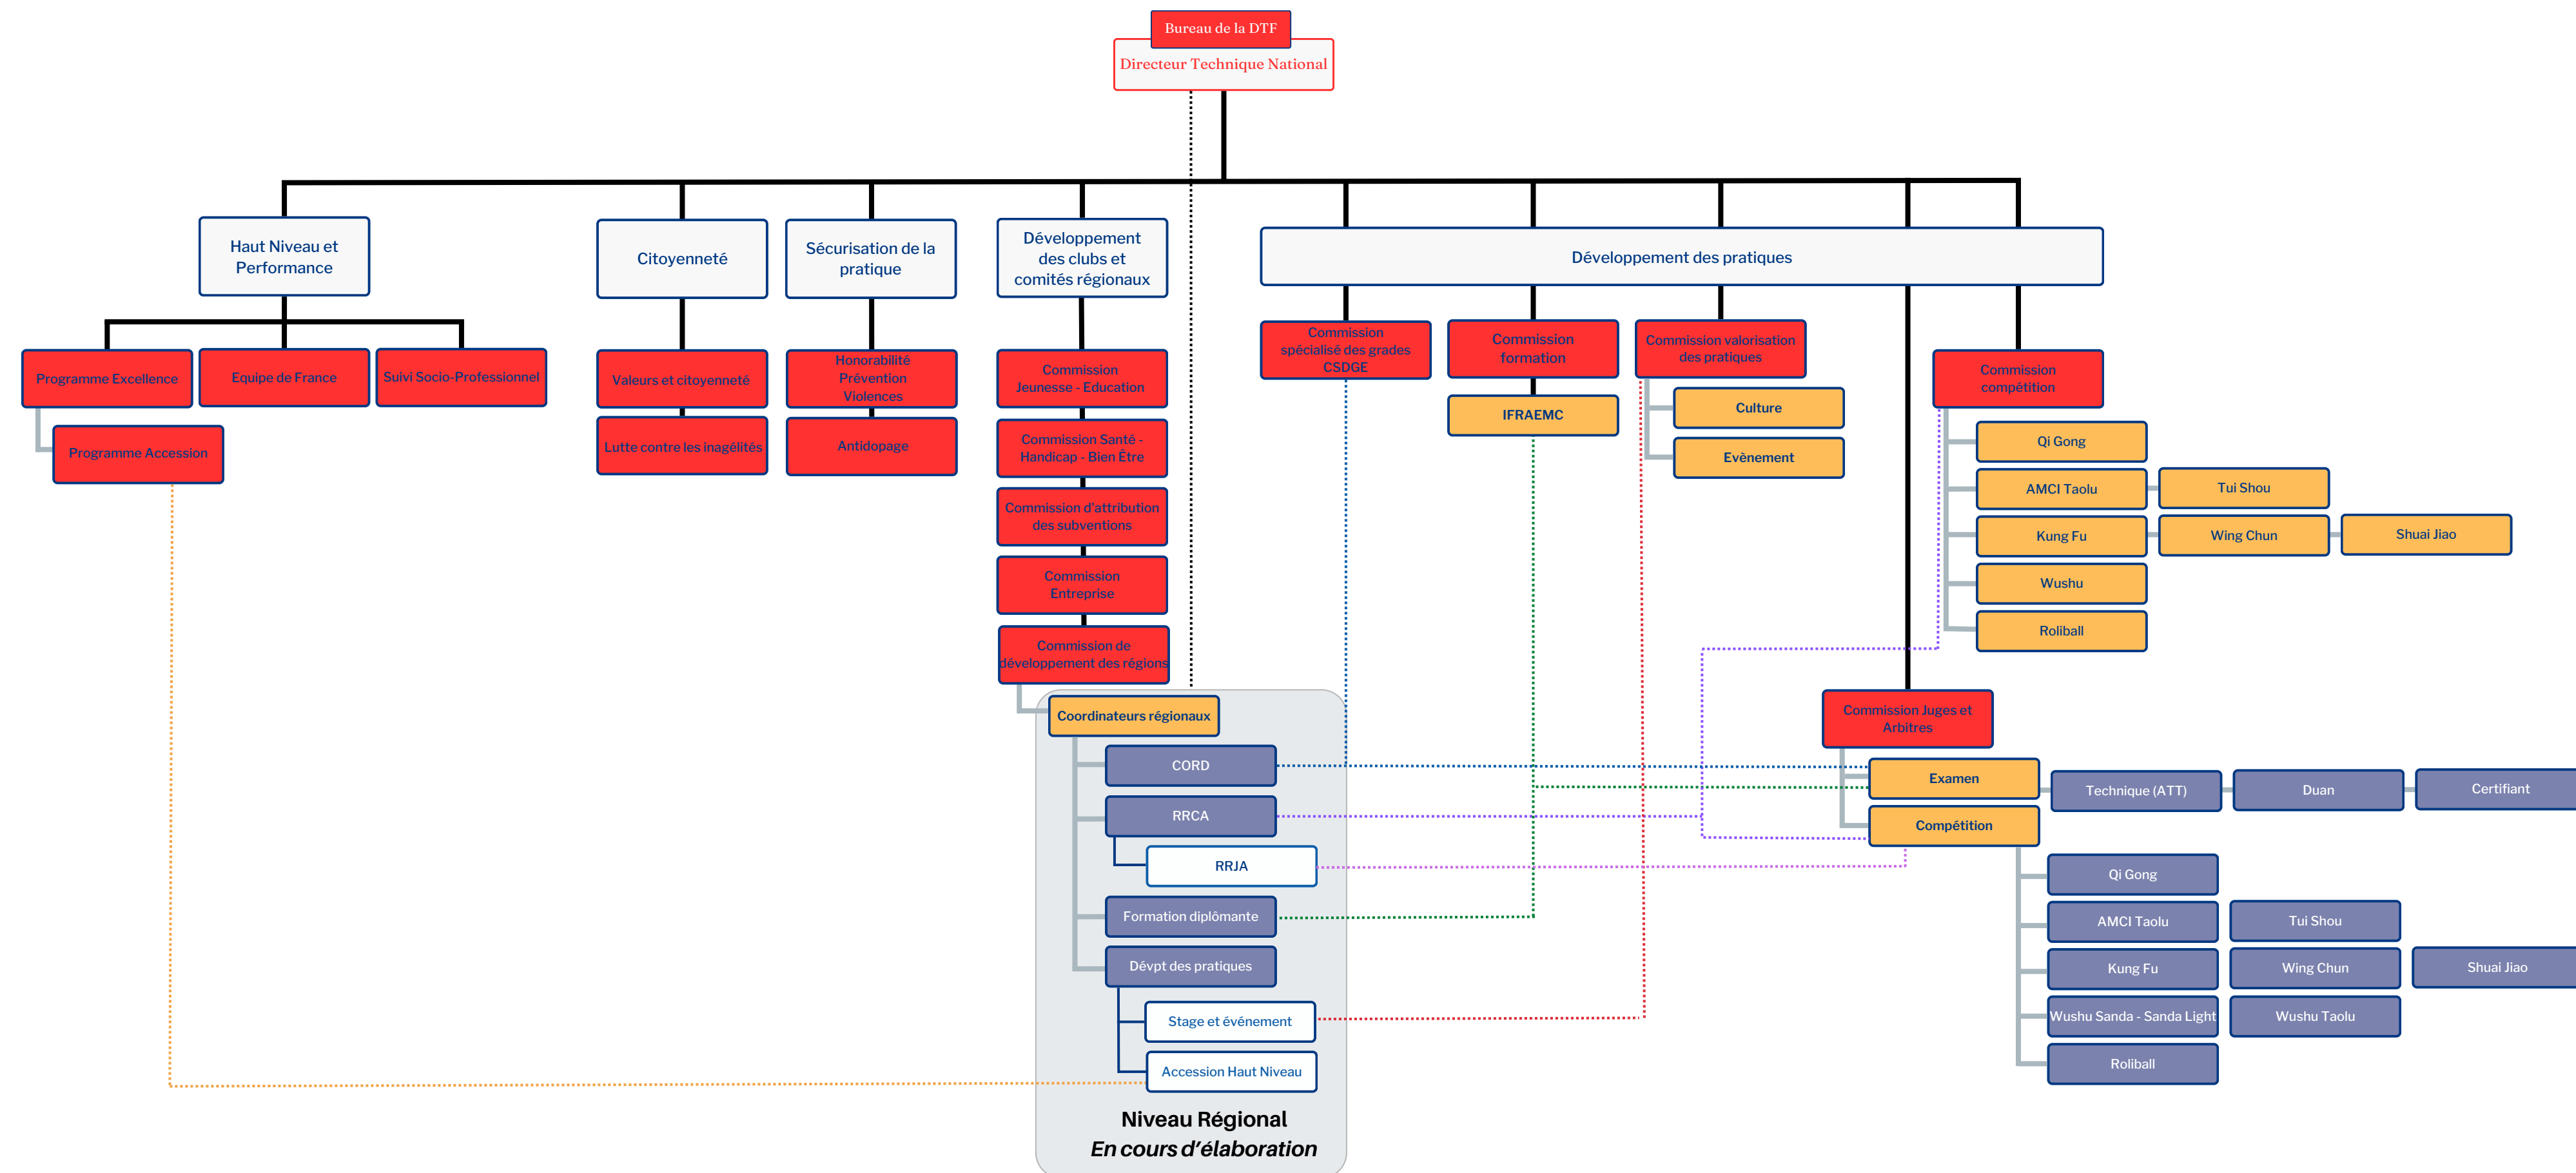 Bureau de la DTF
Directeur Technique National
Haut Niveau et
Performance
Citoyenneté
Sécurisation de la
pratique
Développement
des clubs et
comités régionaux
Développement des pratiques
Programme Excellence
Equipe de France
Suivi Socio-Professionnel
Programme Accession
Valeurs et citoyenneté
Lutte contre les inagélités
Honorabilité
Prévention
Violences
Antidopage
Commission
Jeunesse - Education
Commission Santé -
Handicap - Bien Être
Commission d'attribution
des subventions
Commission
Entreprise
Commission de
développement des régions
Coordinateurs régionaux
CORD
RRCA
RRJA
Formation diplômante
Dévpt des pratiques
Stage et événement
Accession Haut Niveau
Niveau Régional
En cours d’élaboration
Commission
spécialisé des grades
CSDGE
Commission
formation
IFRAEMC
Commission valorisation
des pratiques
Culture
Evènement
Commission
compétition
Qi Gong
AMCI Taolu
Tui Shou
Kung Fu
Wing Chun
Shuai Jiao
Wushu
Roliball
Commission Juges et
Arbitres
Examen
Technique (ATT)
Duan
Certifiant
Compétition
Qi Gong
AMCI Taolu
Tui Shou
Kung Fu
Wing Chun
Shuai Jiao
Wushu Sanda - Sanda Light
Wushu Taolu
Roliball